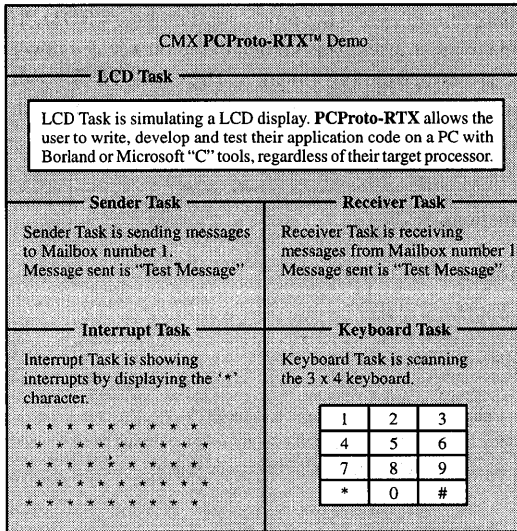 CMX PCProto-RTX™ Demo
LCD Task
LCD Task is simulating a LCD display. PCProto-RTX allows the
user to write, develop and test their application code on a PC with
Borland or Microsoft “C” tools, regardless of their target processor.
Sender Task
Sender Task is sending messages
to Mailbox number 1.
Message sent is “Test Message”
Receiver Task
Receiver Task is receiving
messages from Mailbox number 1
Message sent is “Test Message”
Interrupt Task
Interrupt Task is showing
interrupts by displaying the ‘*’
character.
* * * * * * * * *
* * * * * * * * *
* * * * * * * * *
* * * * * * * * *
* * * * * * * * *
Keyboard Task
Keyboard Task is scanning
the 3 x 4 keyboard.
1 2 3
4 5 6
7 8 9
* 0 #